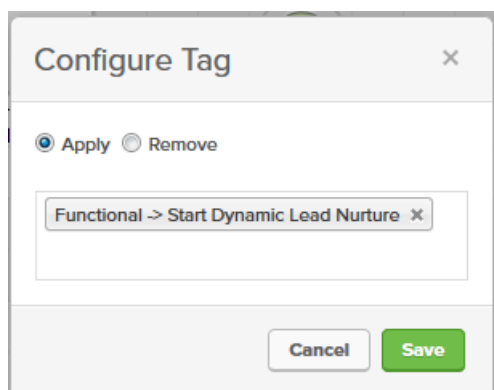 Configure Tag ×
Apply Remove
Functional -> Start Dynamic Lead Nurture ×
Cancel Save